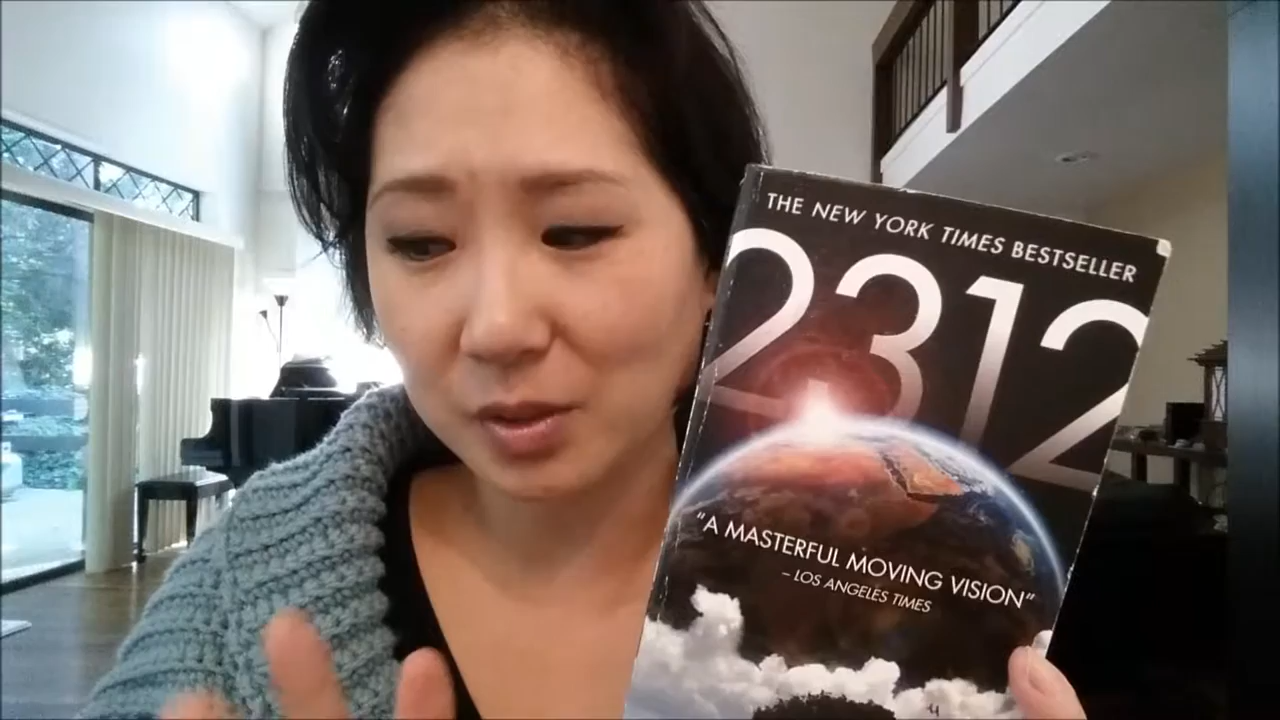 THE NEW YORK TIMES BESTSELLER
2312
"A MASTERFUL MOVING VISION"
– LOS ANGELES TIMES